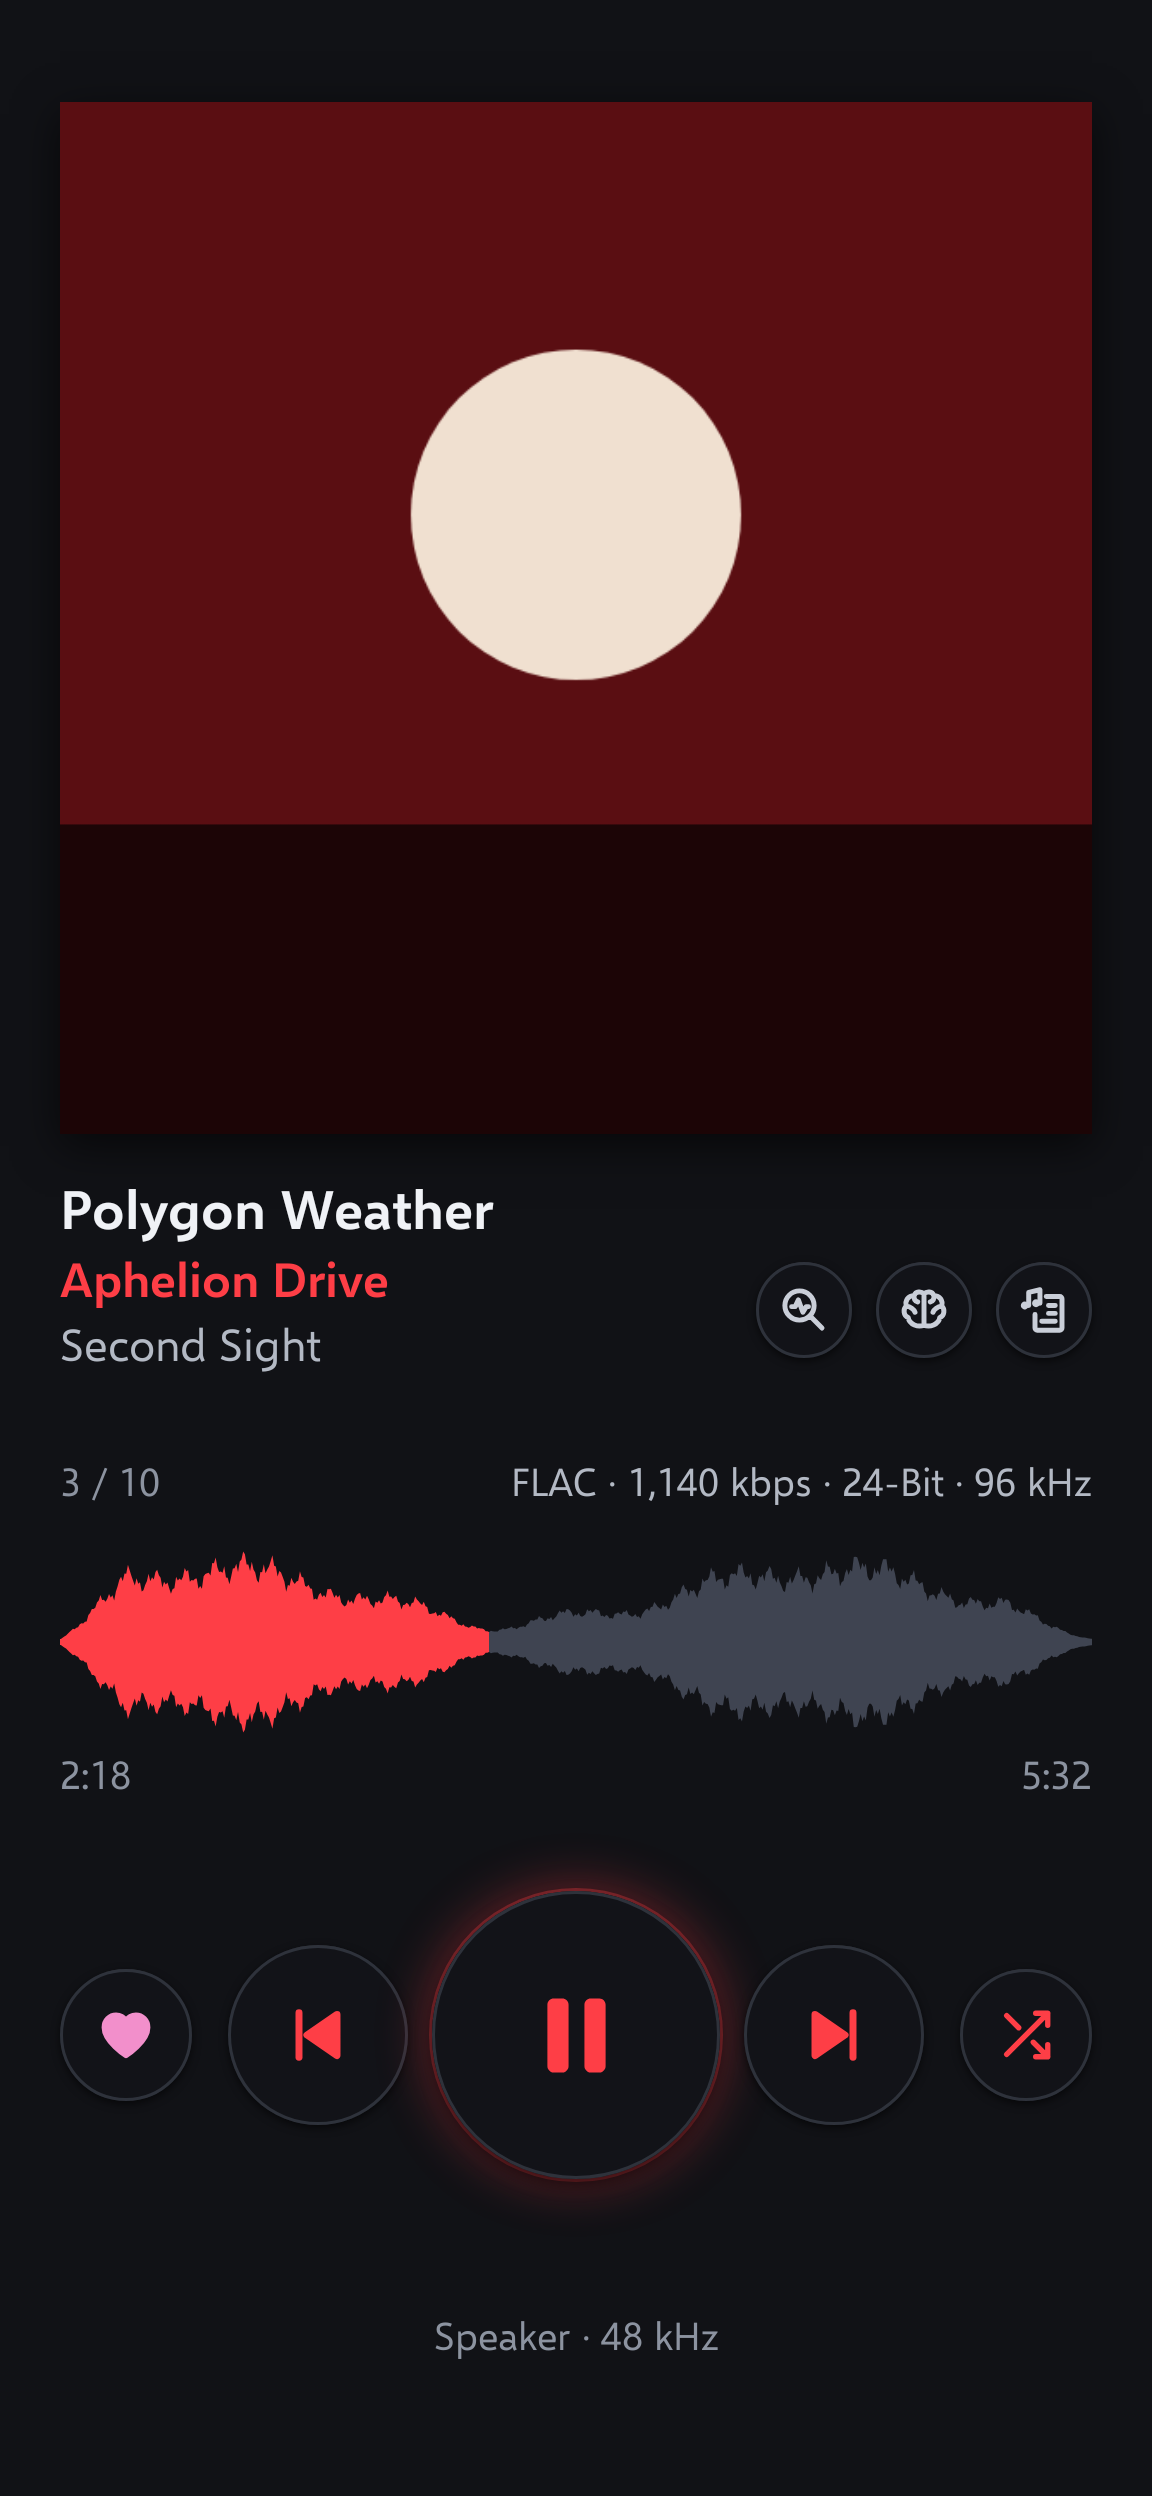 Polygon Weather
Aphelion Drive
Second Sight
3 / 10
FLAC · 1,140 kbps · 24-Bit · 96 kHz
2:18
5:32
Speaker · 48 kHz